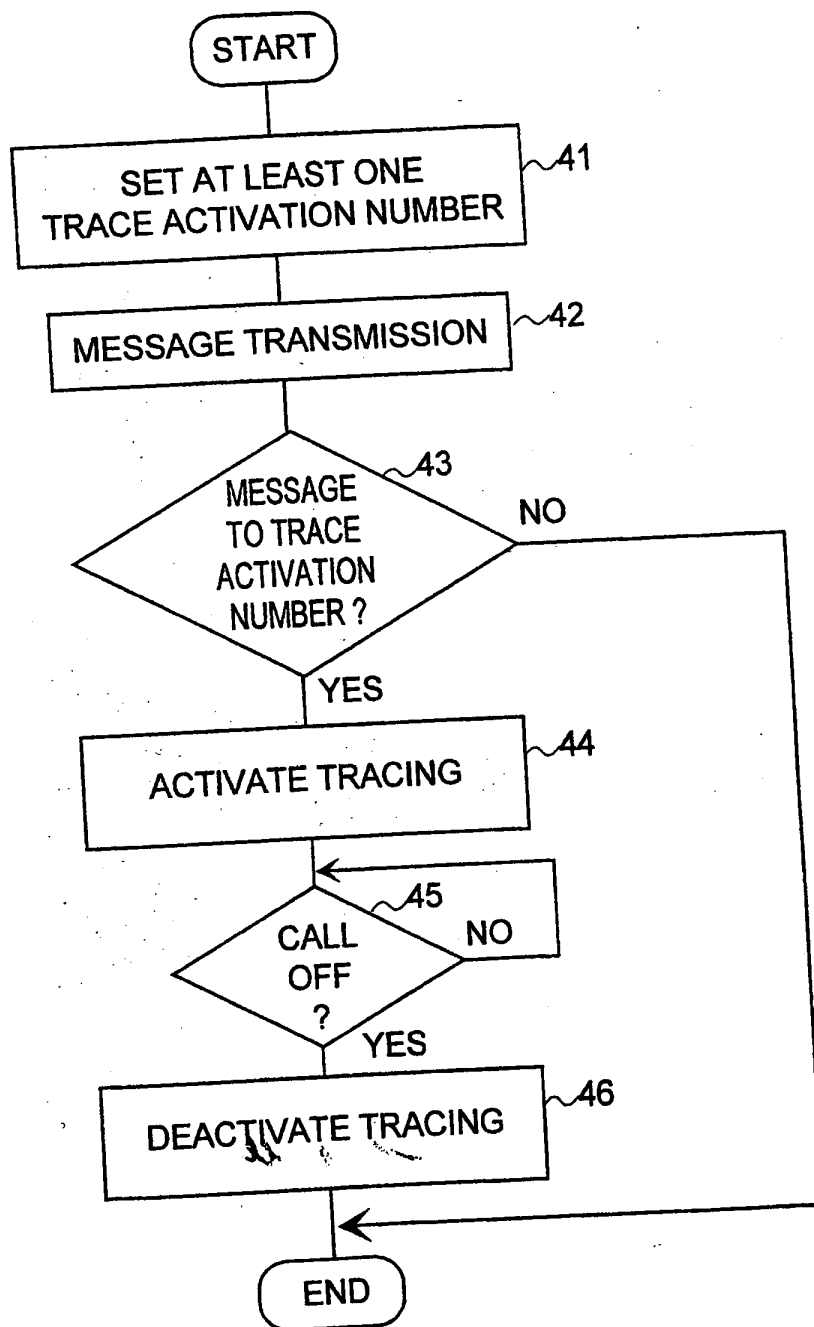 START
SET AT LEAST ONE
TRACE ACTIVATION NUMBER
41
MESSAGE TRANSMISSION
42
MESSAGE
TO TRACE
ACTIVATION
NUMBER ?
43
NO
YES
ACTIVATE TRACING
44
CALL
OFF
?
45
NO
YES
DEACTIVATE TRACING
46
END